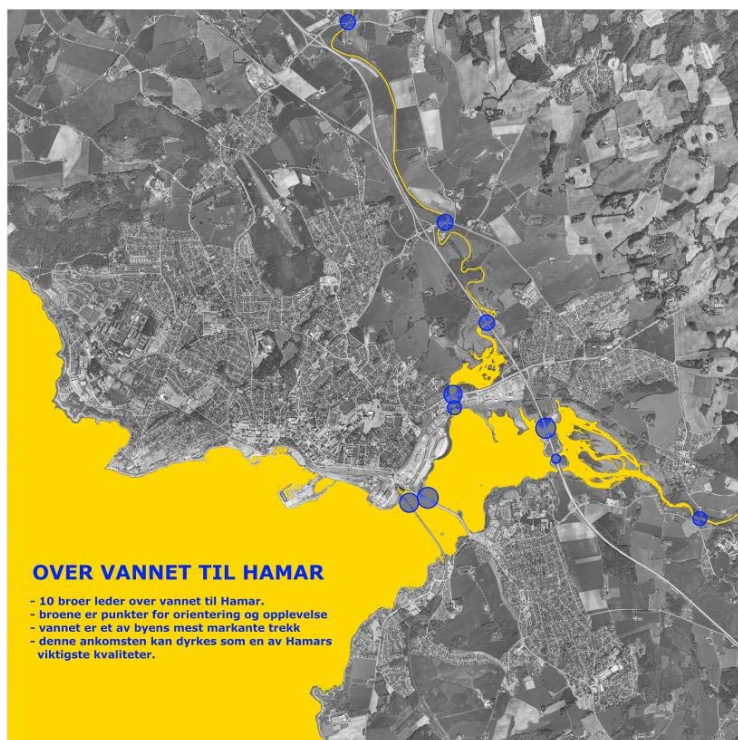 OVER VANNET TIL HAMAR
- 10 broer leder over vannet til Hamar.
- broene er punkter for orientering og opplevelse
- vannet er et av byens mest markante trekk
- denne ankomsten kan dyrkes som en av Hamars
viktigste kvaliteter.